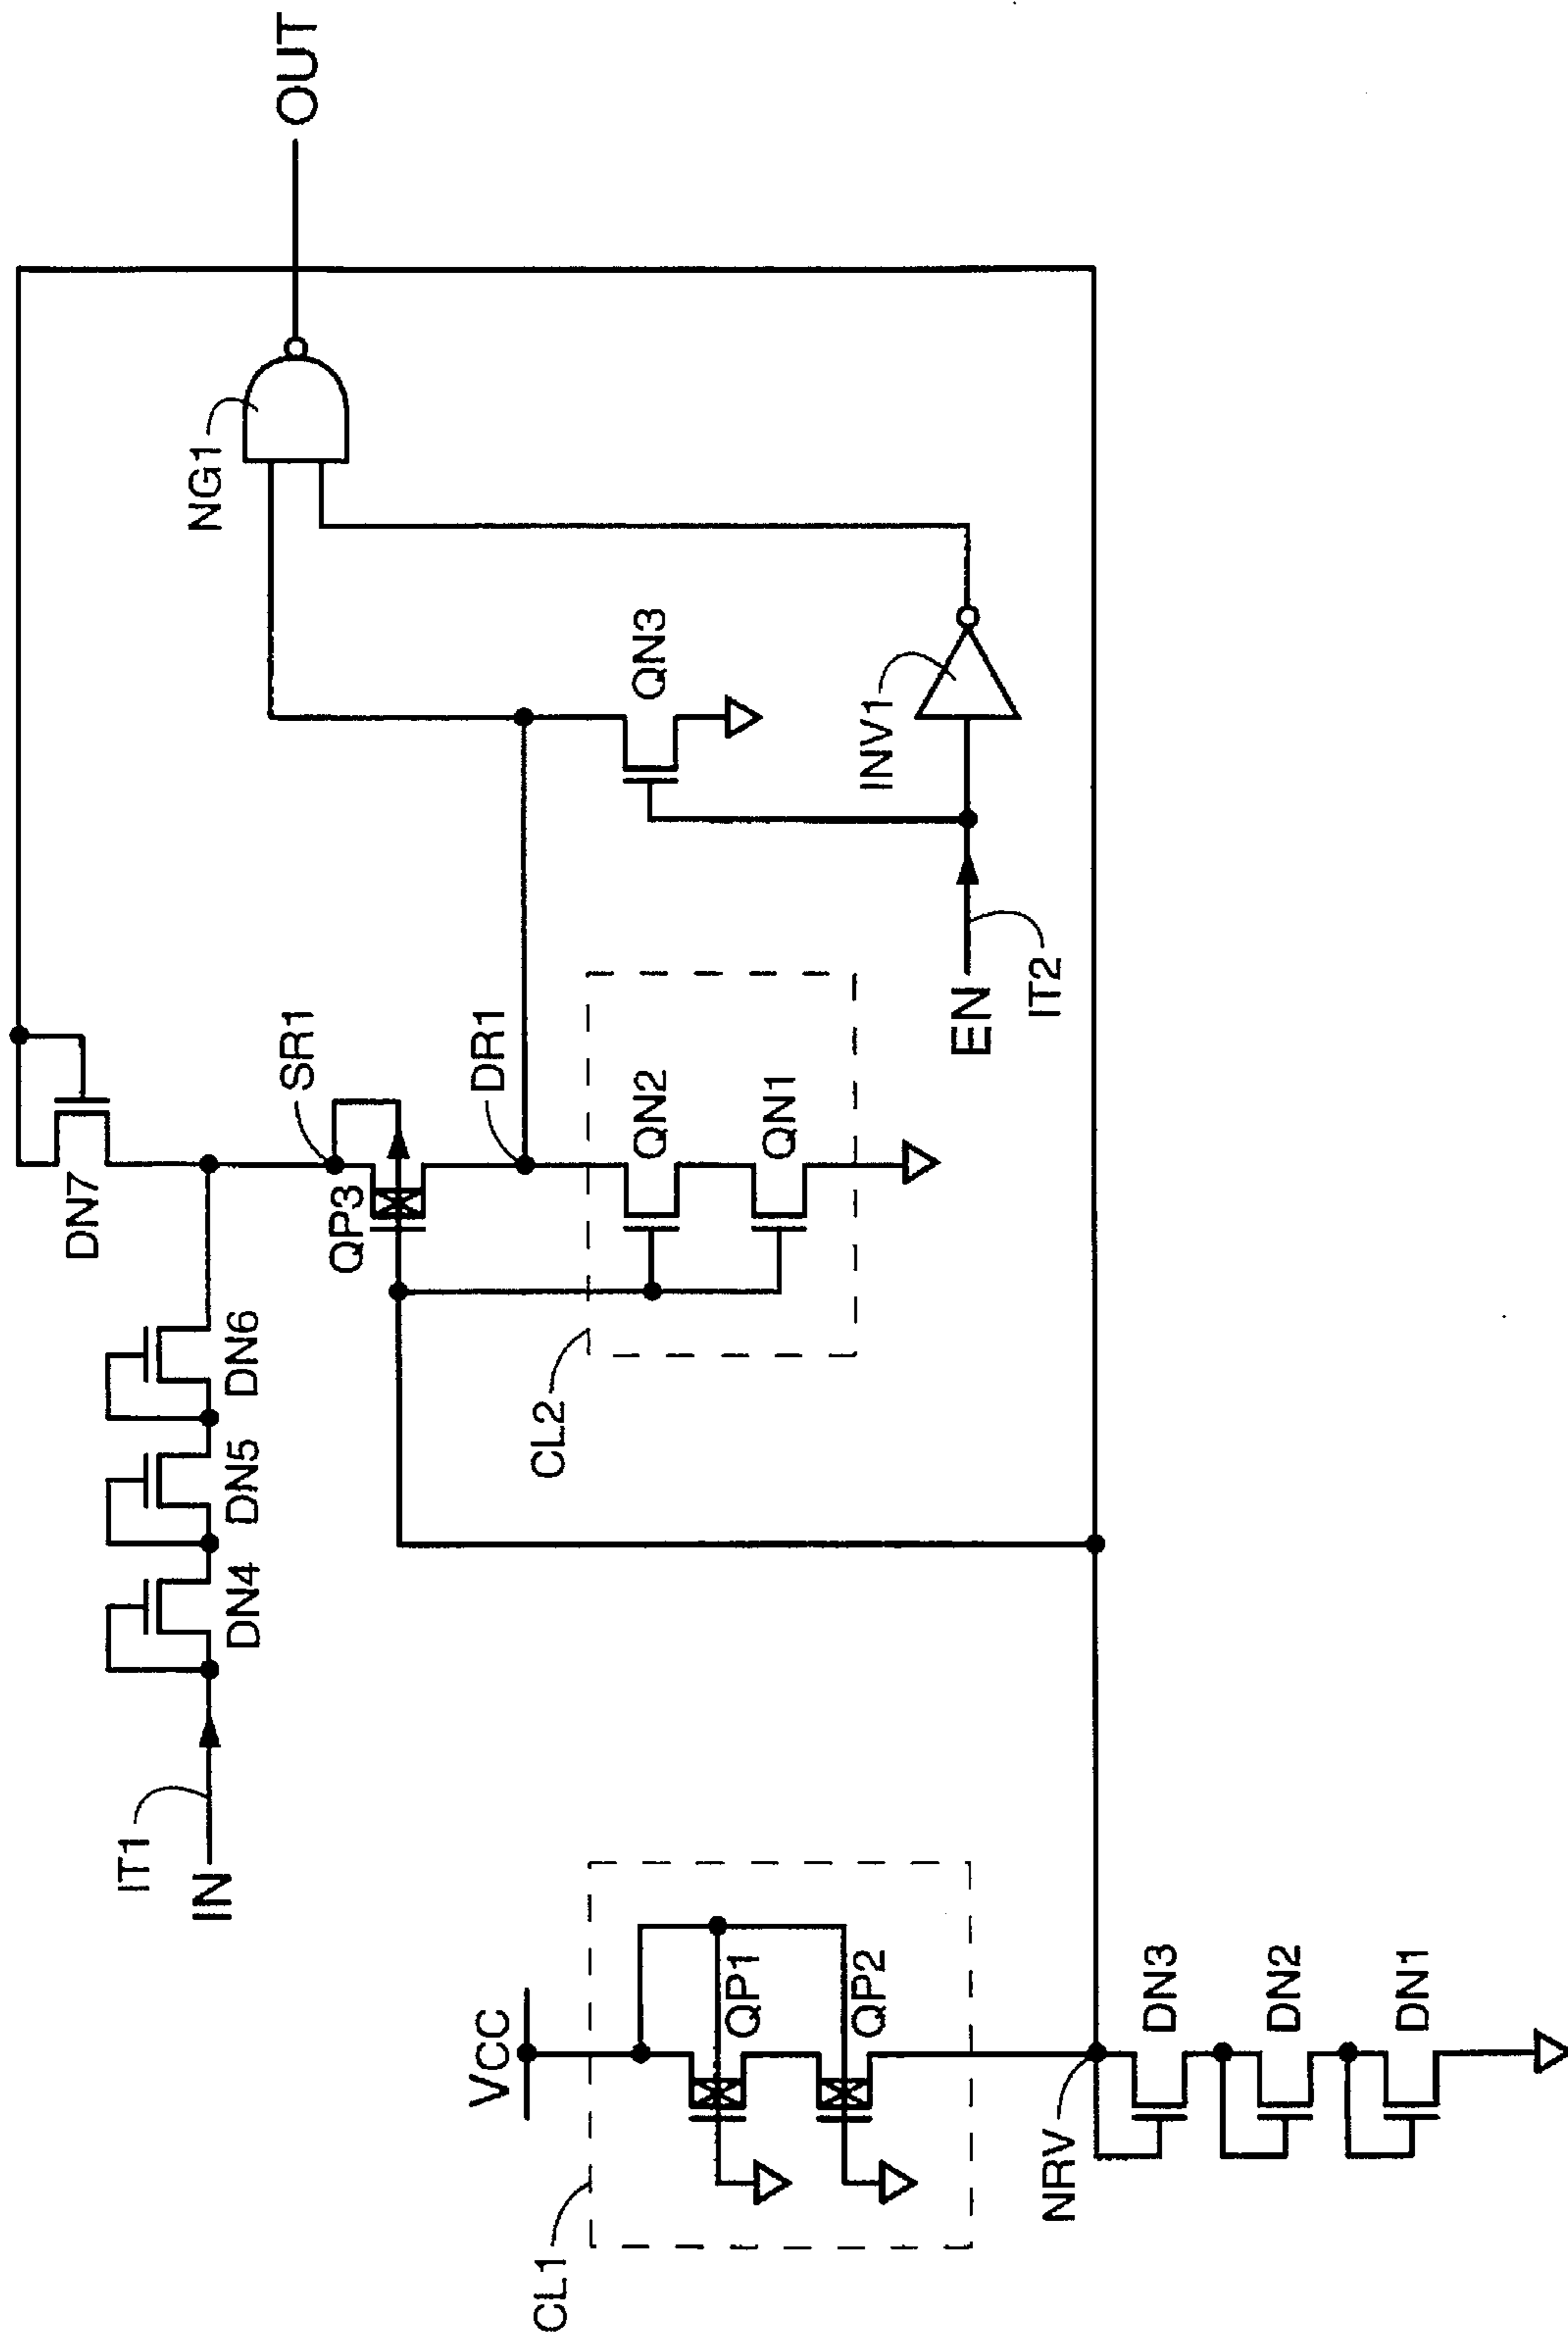 OUT
NG1
DN7
SR1
QP3
DR1
QN3
INV1
DN6
DN5
DN4
IT1
IN
CL2
QN2
QN1
EN
IT2
VCC
QP1
QP2
CL1
NRV
DN3
DN2
DN1